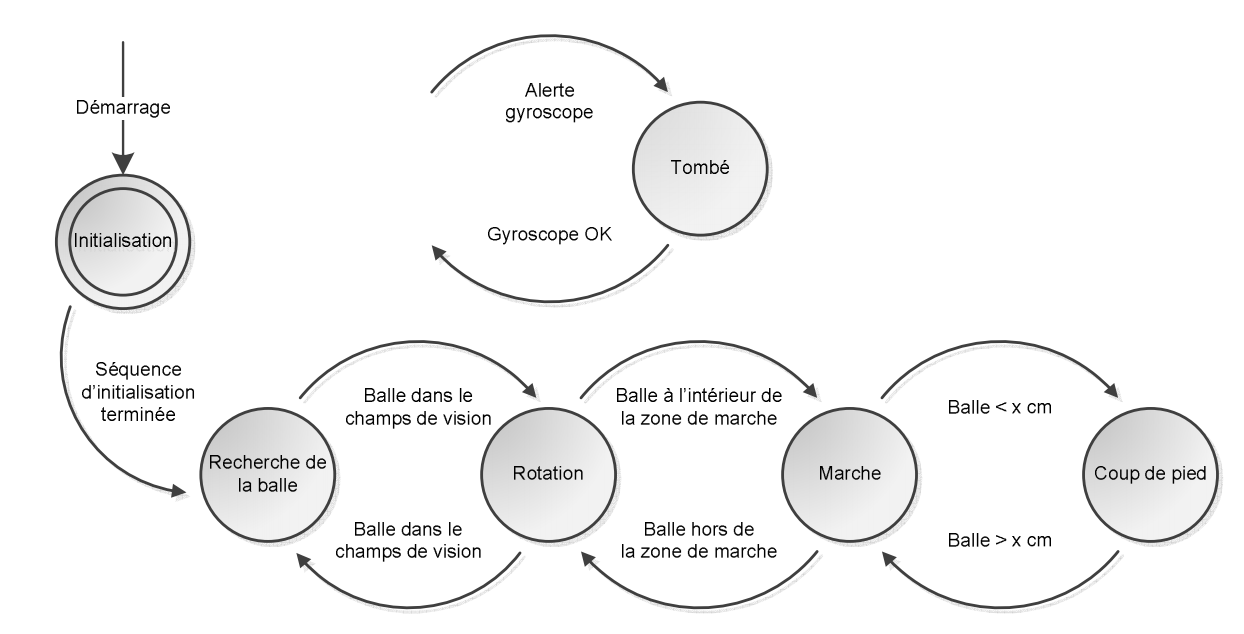 Démarrage
Alerte
gyroscope
Tombé
Initialisation
Gyroscope OK
Séquence
d'initialisation
terminée
Balle dans le
champs de vision
Balle à l'intérieur de
la zone de marche
Balle < x cm
Recherche de
la balle
Rotation
Marche
Coup de pied
Balle dans le
champs de vision
Balle hors de
la zone de marche
Balle > x cm